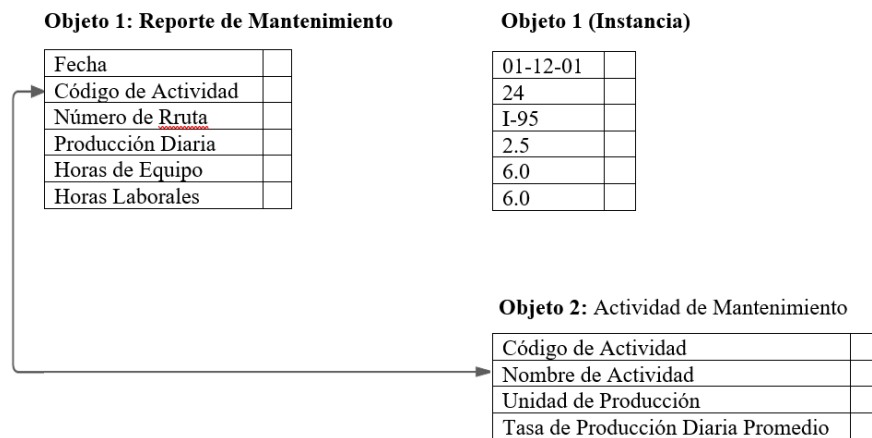 Objeto 1: Reporte de Mantenimiento
Fecha
Código de Actividad
Número de Rruta
Producción Diaria
Horas de Equipo
Horas Laborales
Objeto 1 (Instancia)
01-12-01
24
I-95
2.5
6.0
6.0
Objeto 2: Actividad de Mantenimiento
Código de Actividad
Nombre de Actividad
Unidad de Producción
Tasa de Producción Diaria Promedio